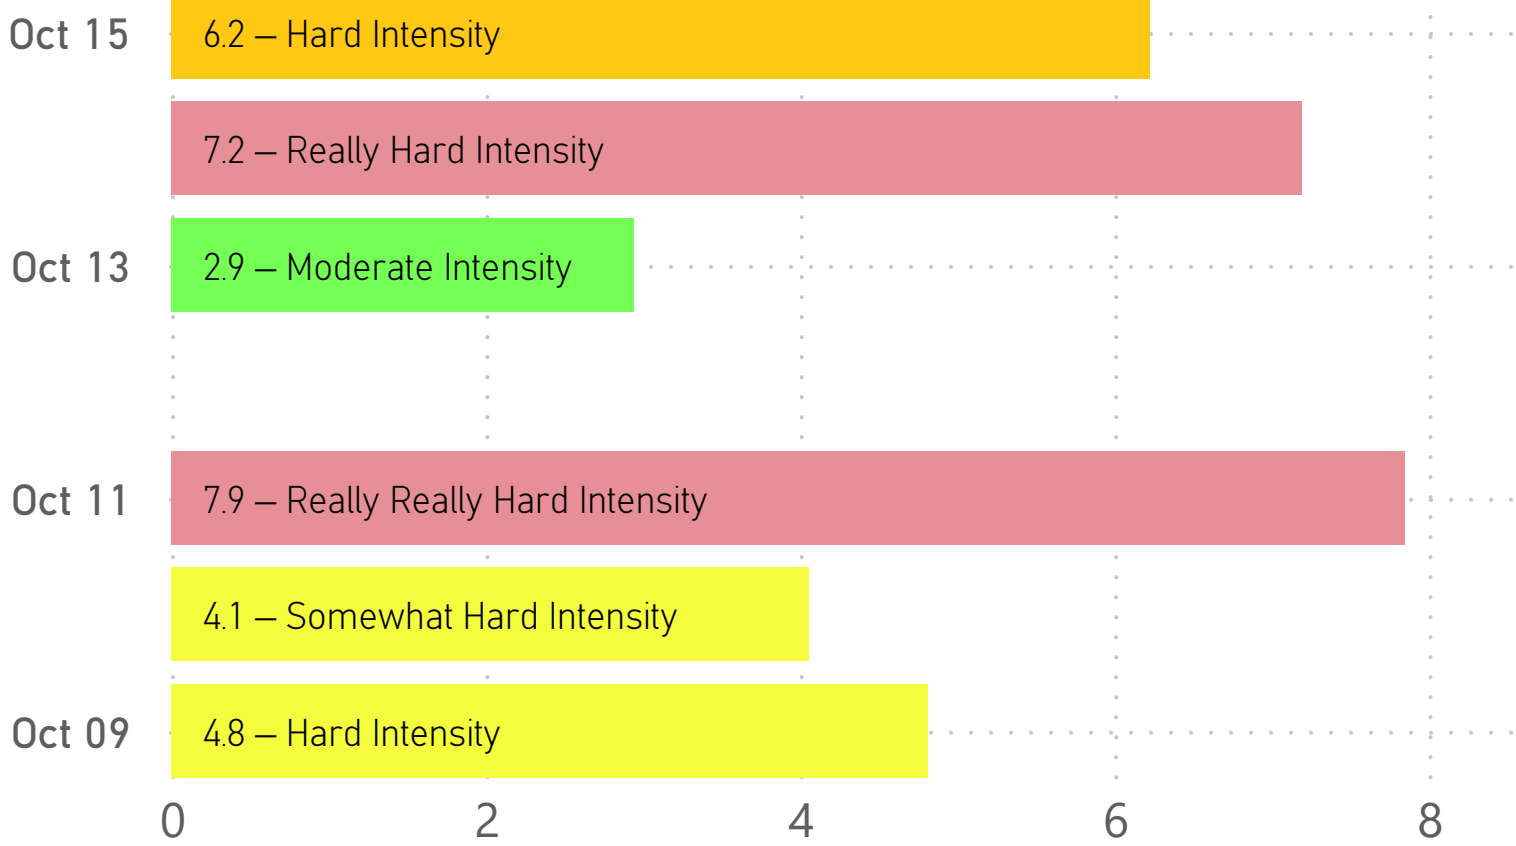 Oct 15 6.2 – Hard Intensity
7.2 – Really Hard Intensity
Oct 13 2.9 – Moderate Intensity
Oct 11 7.9 – Really Really Hard Intensity
4.1 – Somewhat Hard Intensity
Oct 09 4.8 – Hard Intensity
0 2 4 6 8